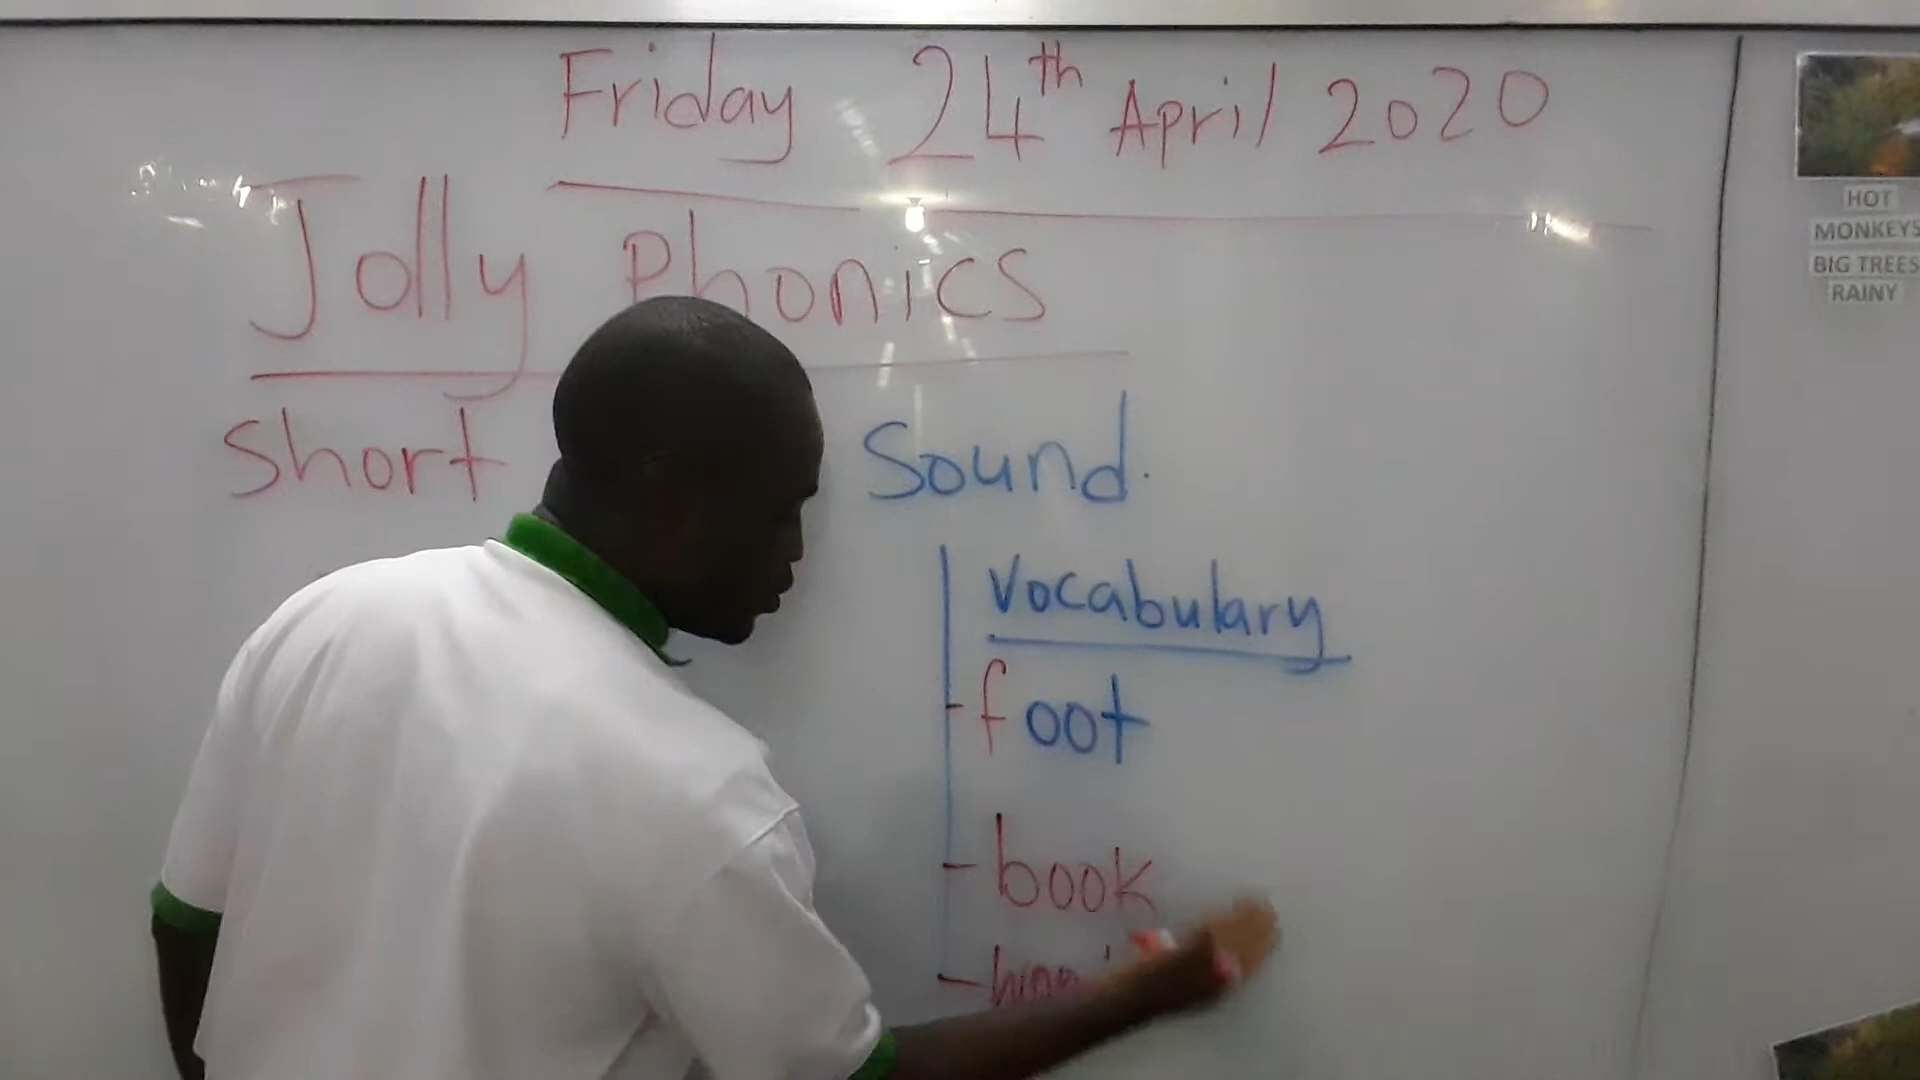 Friday 24th April 2020
Jolly Phonics
Short Sound.
Vocabulary
- foot
- book
HOT
MONKEYS
BIG TREES
RAINY